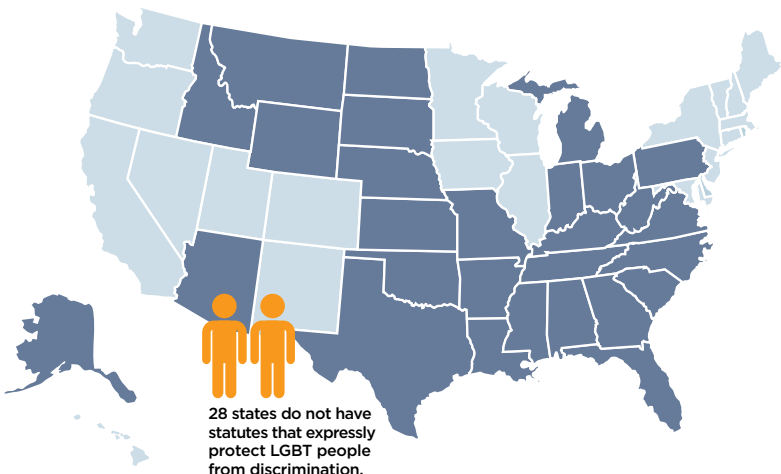 28 states do not have
statutes that expressly
protect LGBT people
from discrimination.